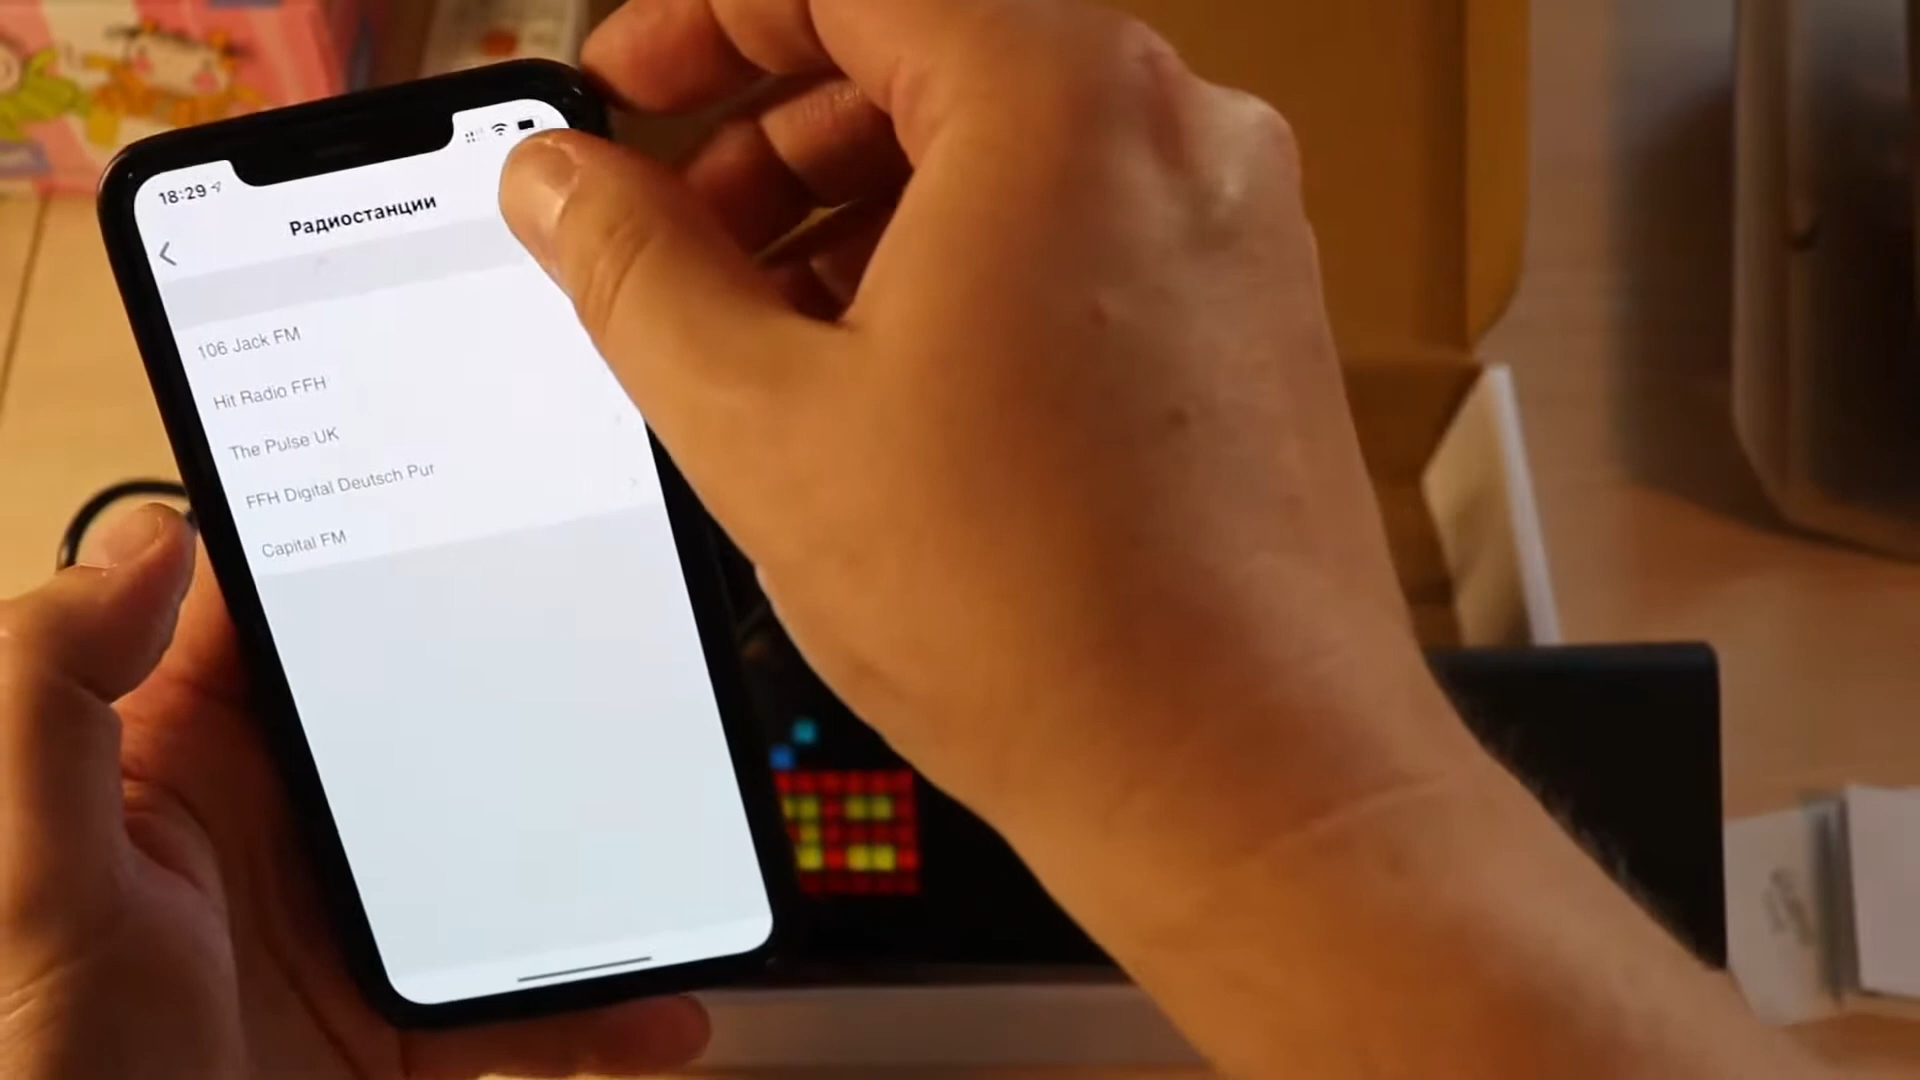 18:29
Радиостанции
106 Jack FM
Hit Radio FFH
The Pulse UK
FFH Digital Deutsch Pur
Capital FM